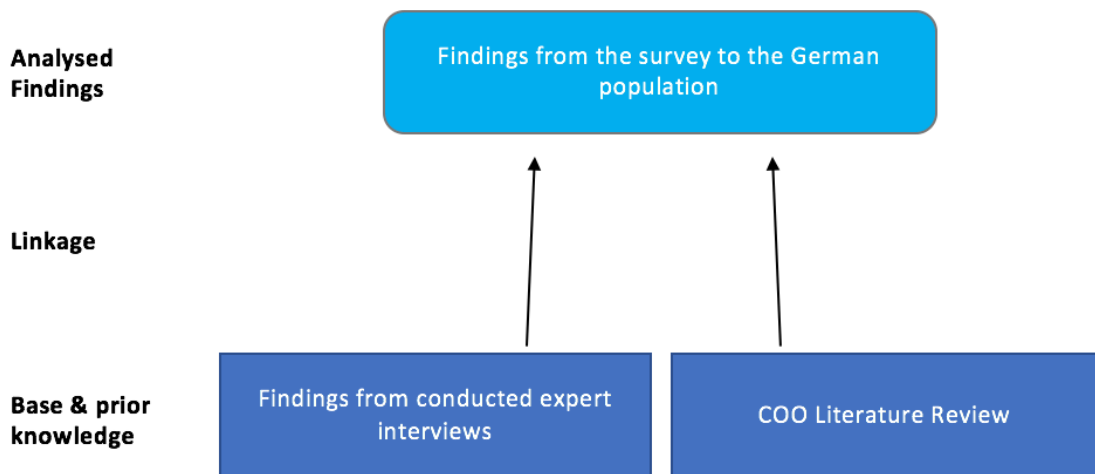 Analysed
Findings
Findings from the survey to the German
population
Linkage
Base & prior
knowledge
Findings from conducted expert
interviews
COO Literature Review